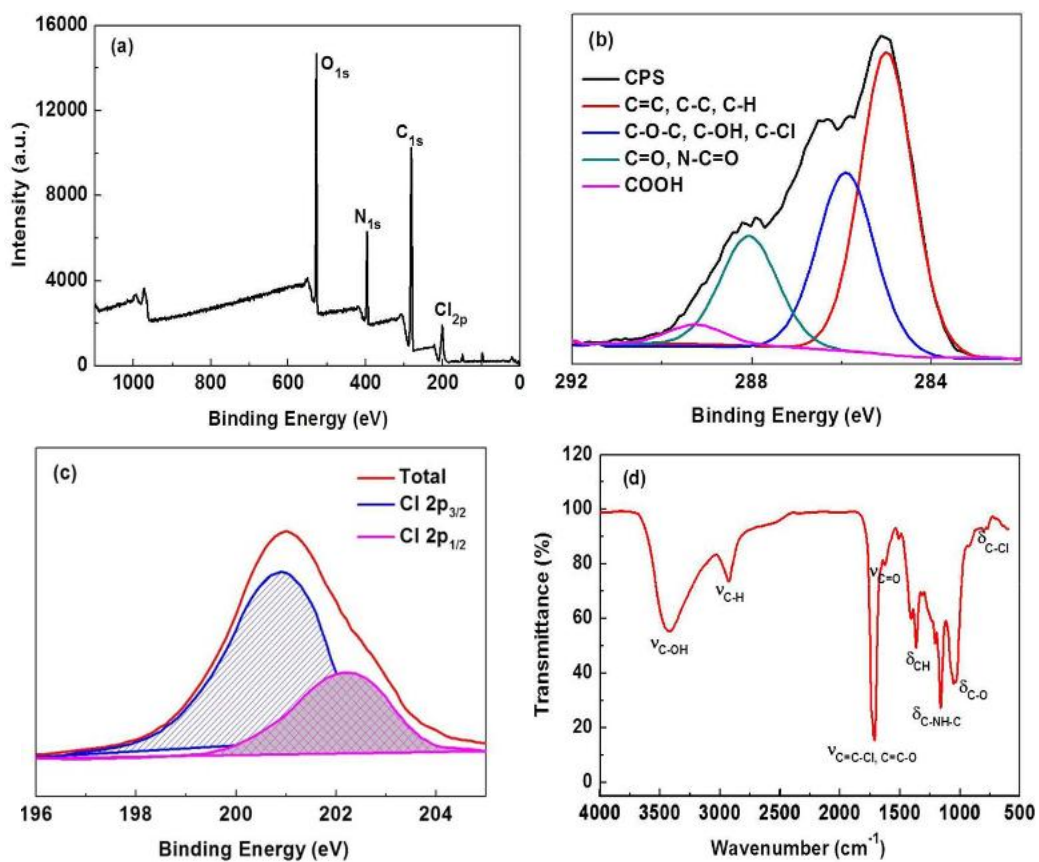 16000
12000
8000
4000
0
Intensity (a.u.)
(a)
O1s
N1s
C1s
Cl2p
1000 800 600 400 200 0
Binding Energy (eV)
(b)
CPS
C=C, C-C, C-H
C-O-C, C-OH, C-Cl
C=O, N-C=O
COOH
292 288 284
Binding Energy (eV)
(c)
Total
Cl 2p3/2
Cl 2p1/2
196 198 200 202 204
Binding Energy (eV)
120
100
80
60
40
20
0
Transmittance (%)
(d)
νC-OH
νC-H
νC=C-Cl, C=C-O
νC=O
δCH
δC-NH-C
δC-O
δC-Cl
4000 3500 3000 2500 2000 1500 1000 500
Wavenumber (cm-1)